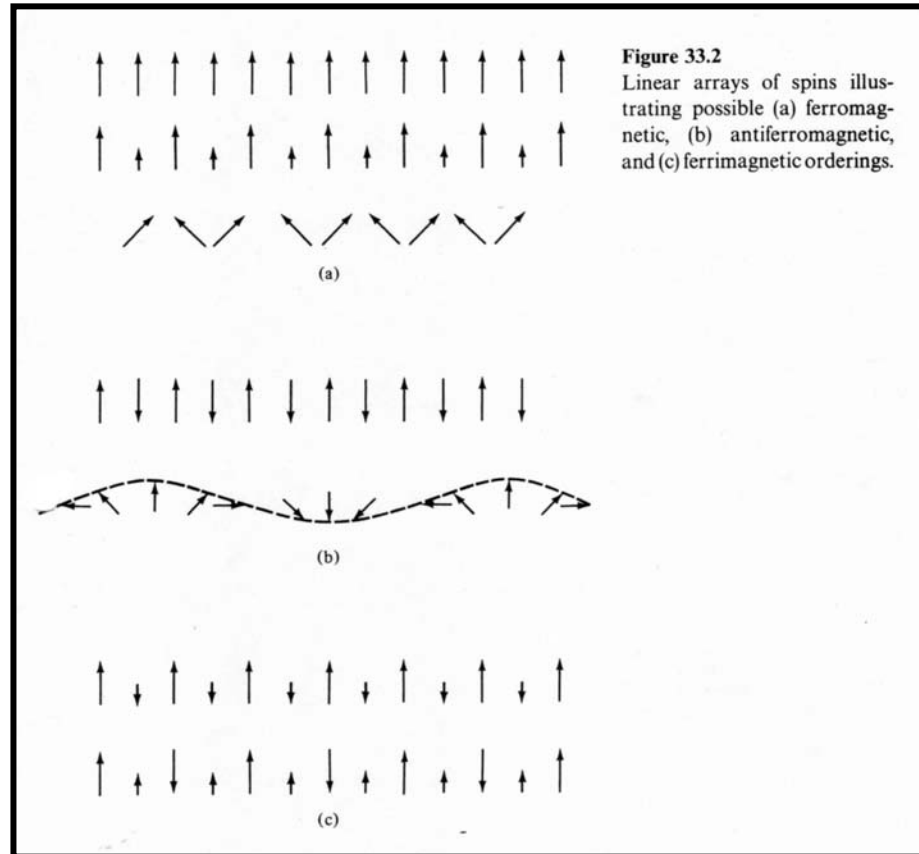 Figure 33.2
Linear arrays of spins illus-
trating possible (a) ferromag-
netic, (b) antiferromagnetic,
and (c) ferrimagnetic orderings.
(a)
(b)
(c)